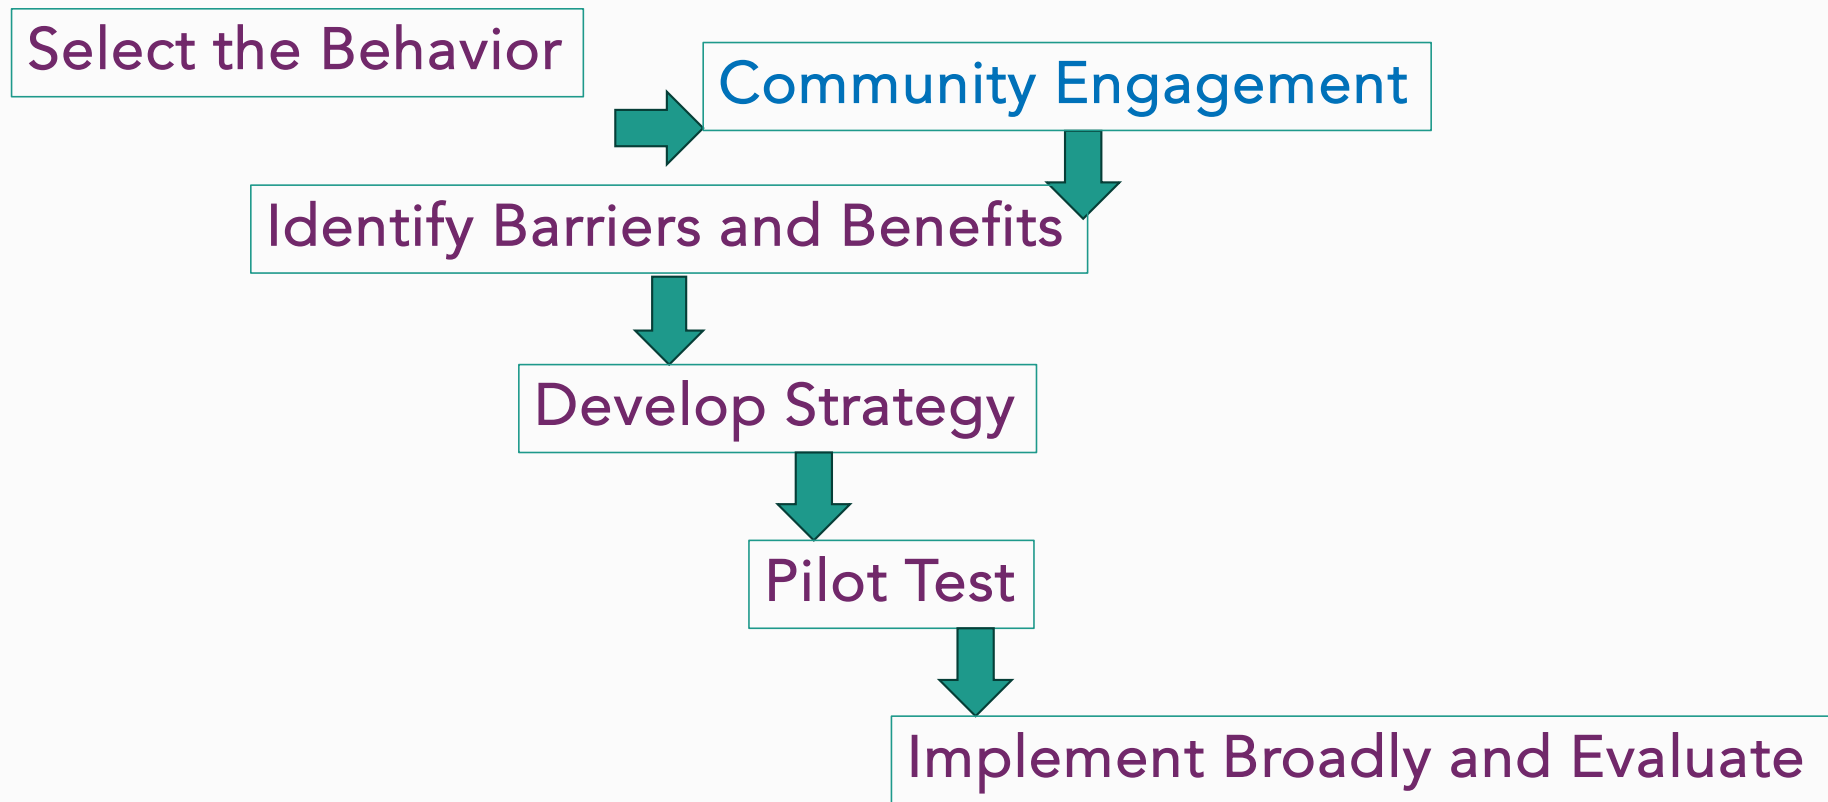 Select the Behavior
Community Engagement
Identify Barriers and Benefits
Develop Strategy
Pilot Test
Implement Broadly and Evaluate